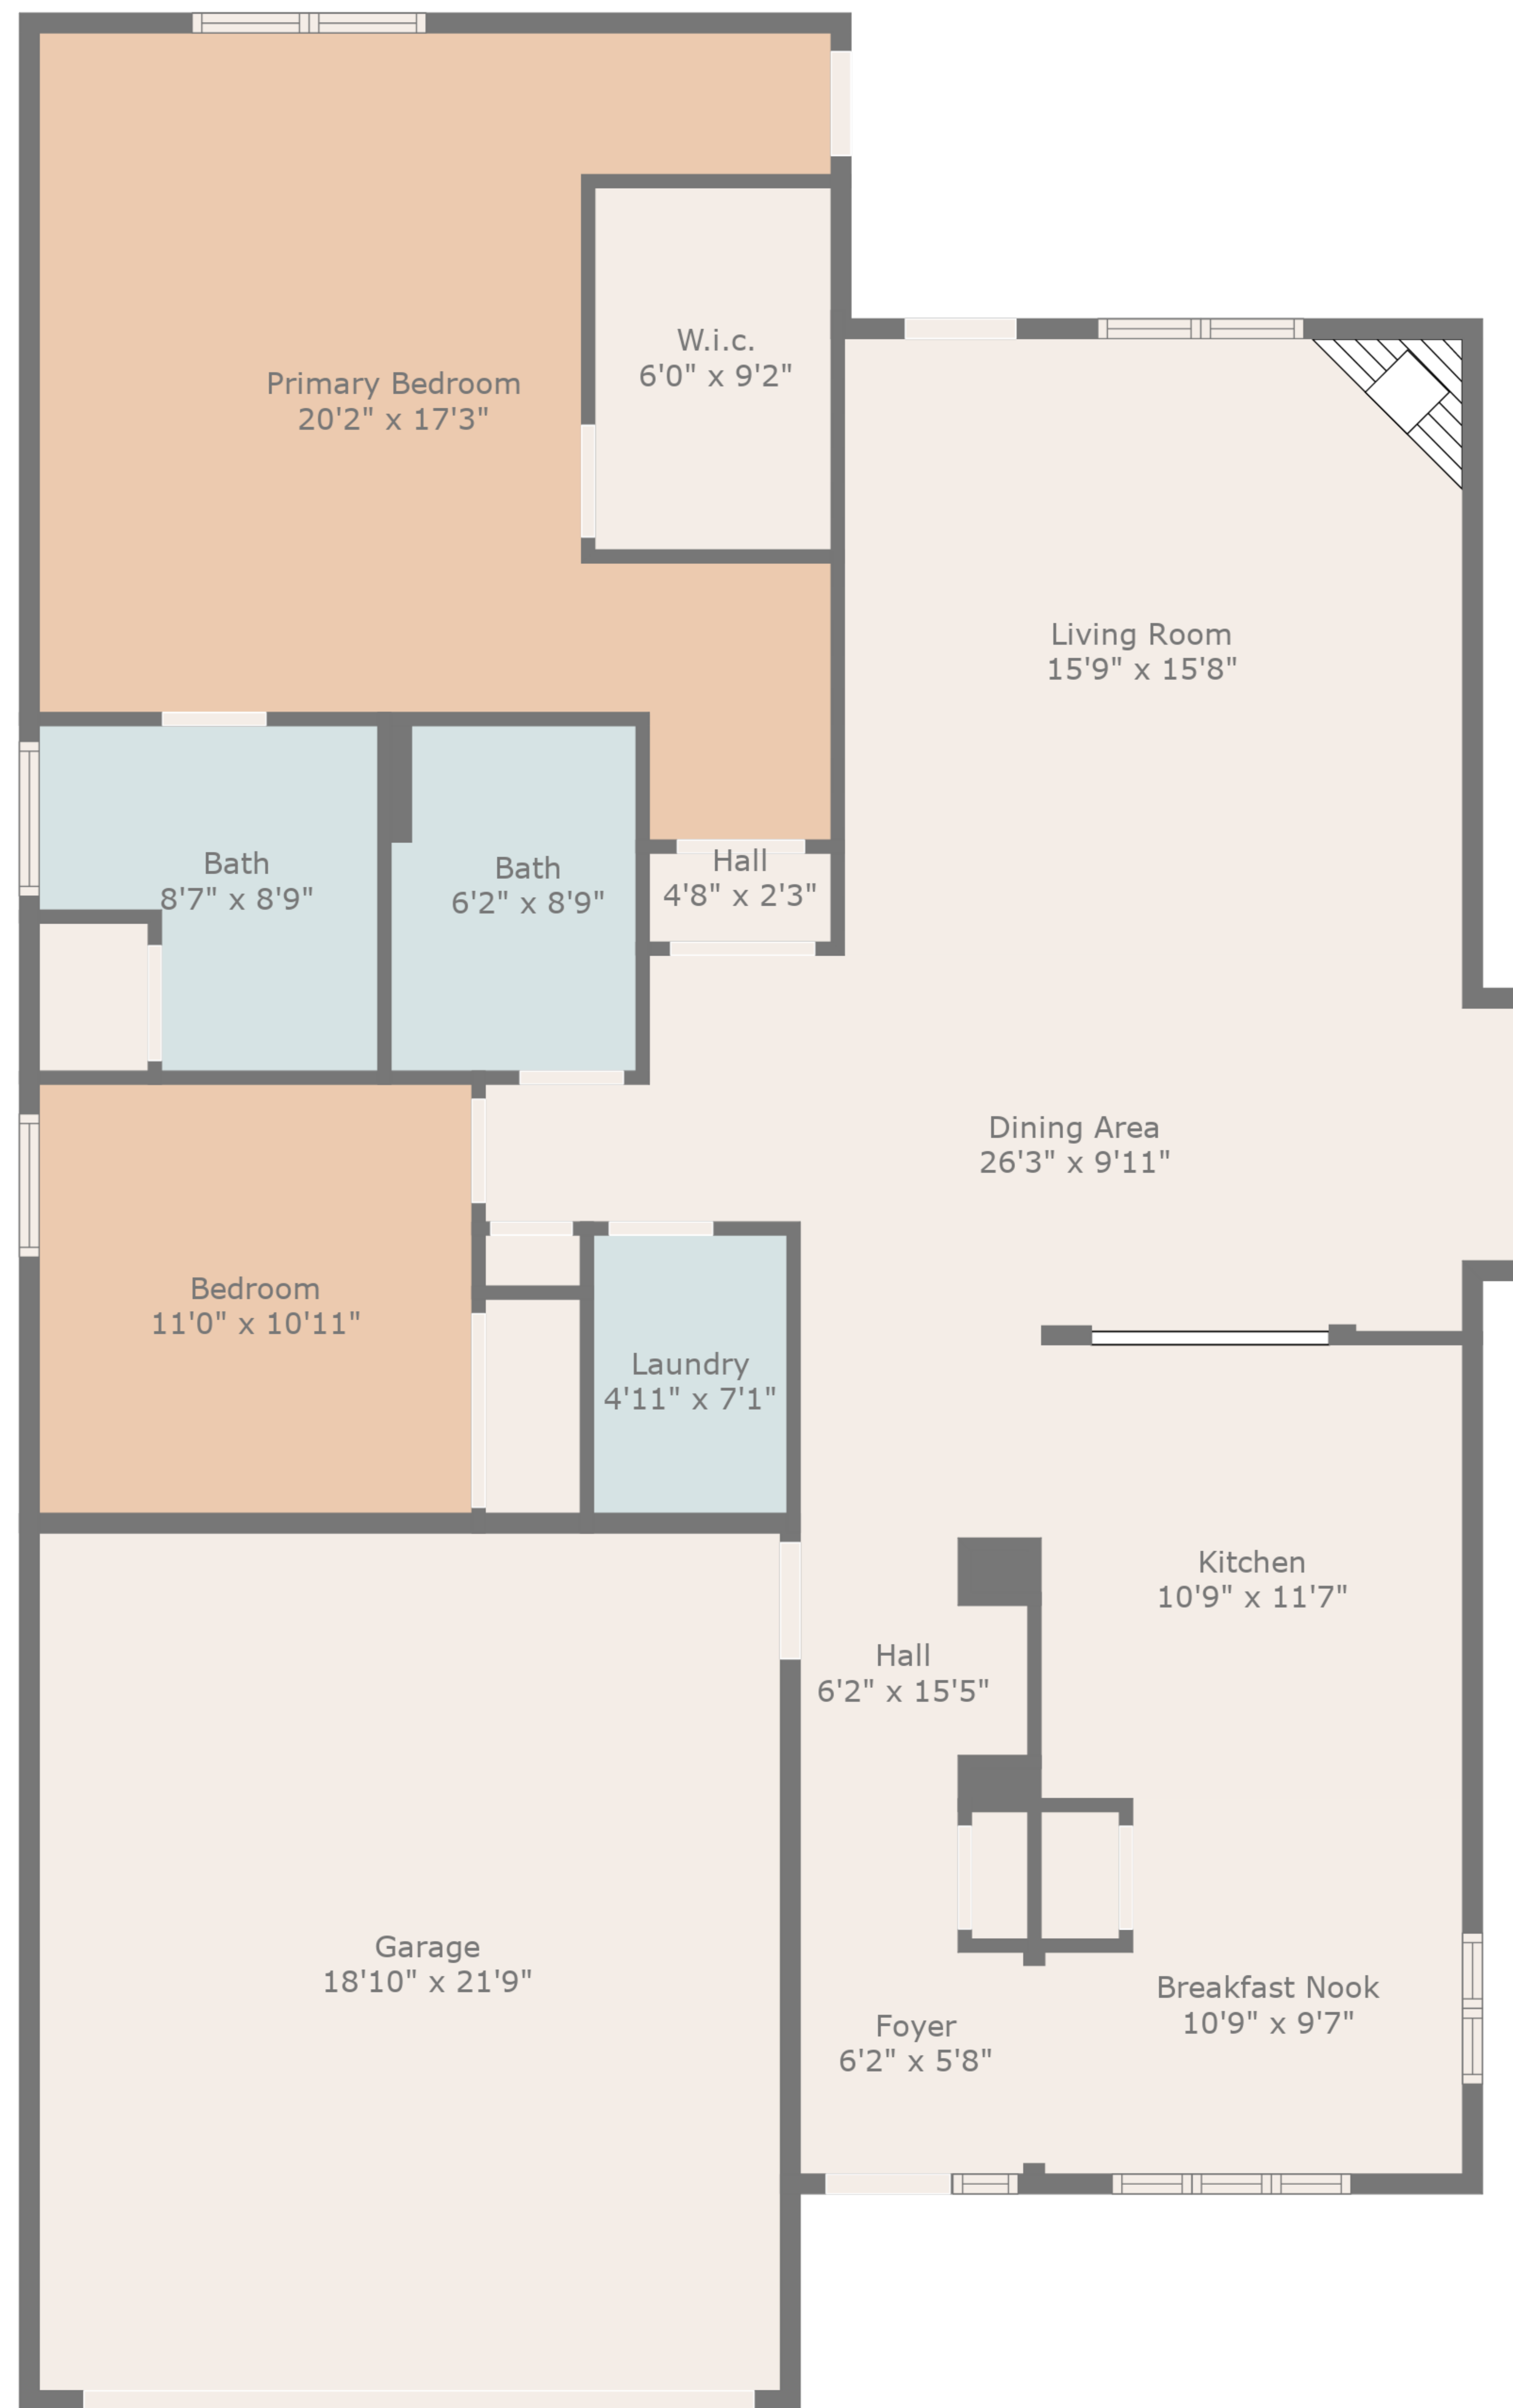 Primary Bedroom
20'2" x 17'3"
W.i.c.
6'0" x 9'2"
Living Room
15'9" x 15'8"
Bath
8'7" x 8'9"
Bath
6'2" x 8'9"
Hall
4'8" x 2'3"
Dining Area
26'3" x 9'11"
Bedroom
11'0" x 10'11"
Laundry
4'11" x 7'1"
Kitchen
10'9" x 11'7"
Hall
6'2" x 15'5"
Garage
18'10" x 21'9"
Breakfast Nook
10'9" x 9'7"
Foyer
6'2" x 5'8"